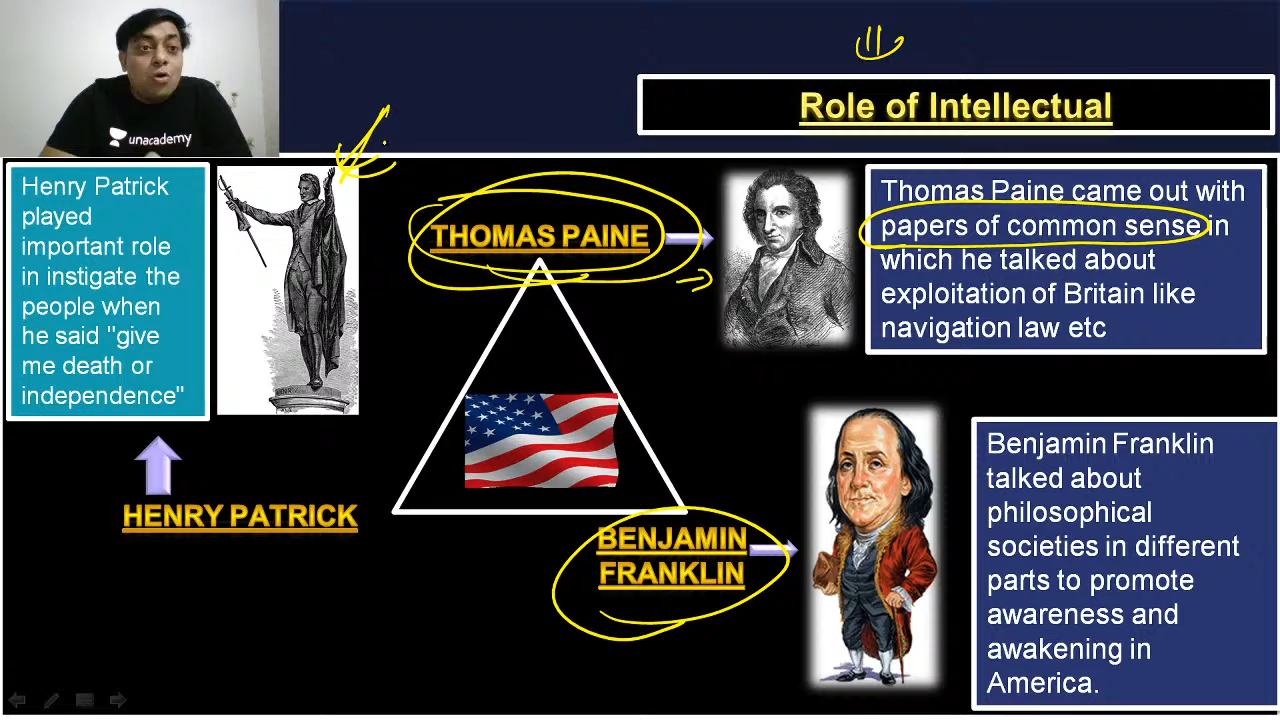 unacademy
Role of Intellectual
Henry Patrick
played
important role
in instigate the
people when
he said "give
me death or
independence"
HENRY PATRICK
THOMAS PAINE
Thomas Paine came out with
papers of common sense in
which he talked about
exploitation of Britain like
navigation law etc
BENJAMIN
FRANKLIN
Benjamin Franklin
talked about
philosophical
societies in different
parts to promote
awareness and
awakening in
America.